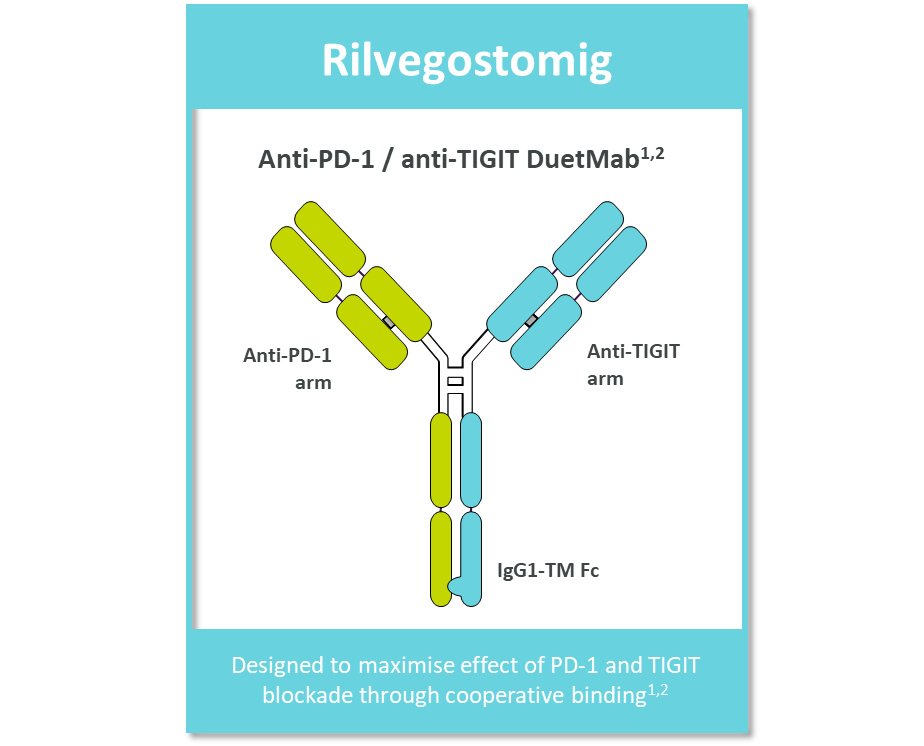 Rilvegostomig
Anti-PD-1 / anti-TIGIT DuetMab1,2
Anti-PD-1
arm
Anti-TIGIT
arm
IgG1-TM Fc
Designed to maximise effect of PD-1 and TIGIT
blockade through cooperative binding1,2